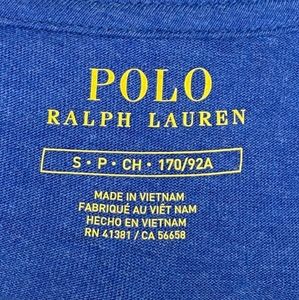 POLO
RALPH LAUREN
S • P • CH • 170/92A
MADE IN VIETNAM
FABRIQUÉ AU VIÊT NAM
HECHO EN VIETNAM
RN 41381 / CA 56658